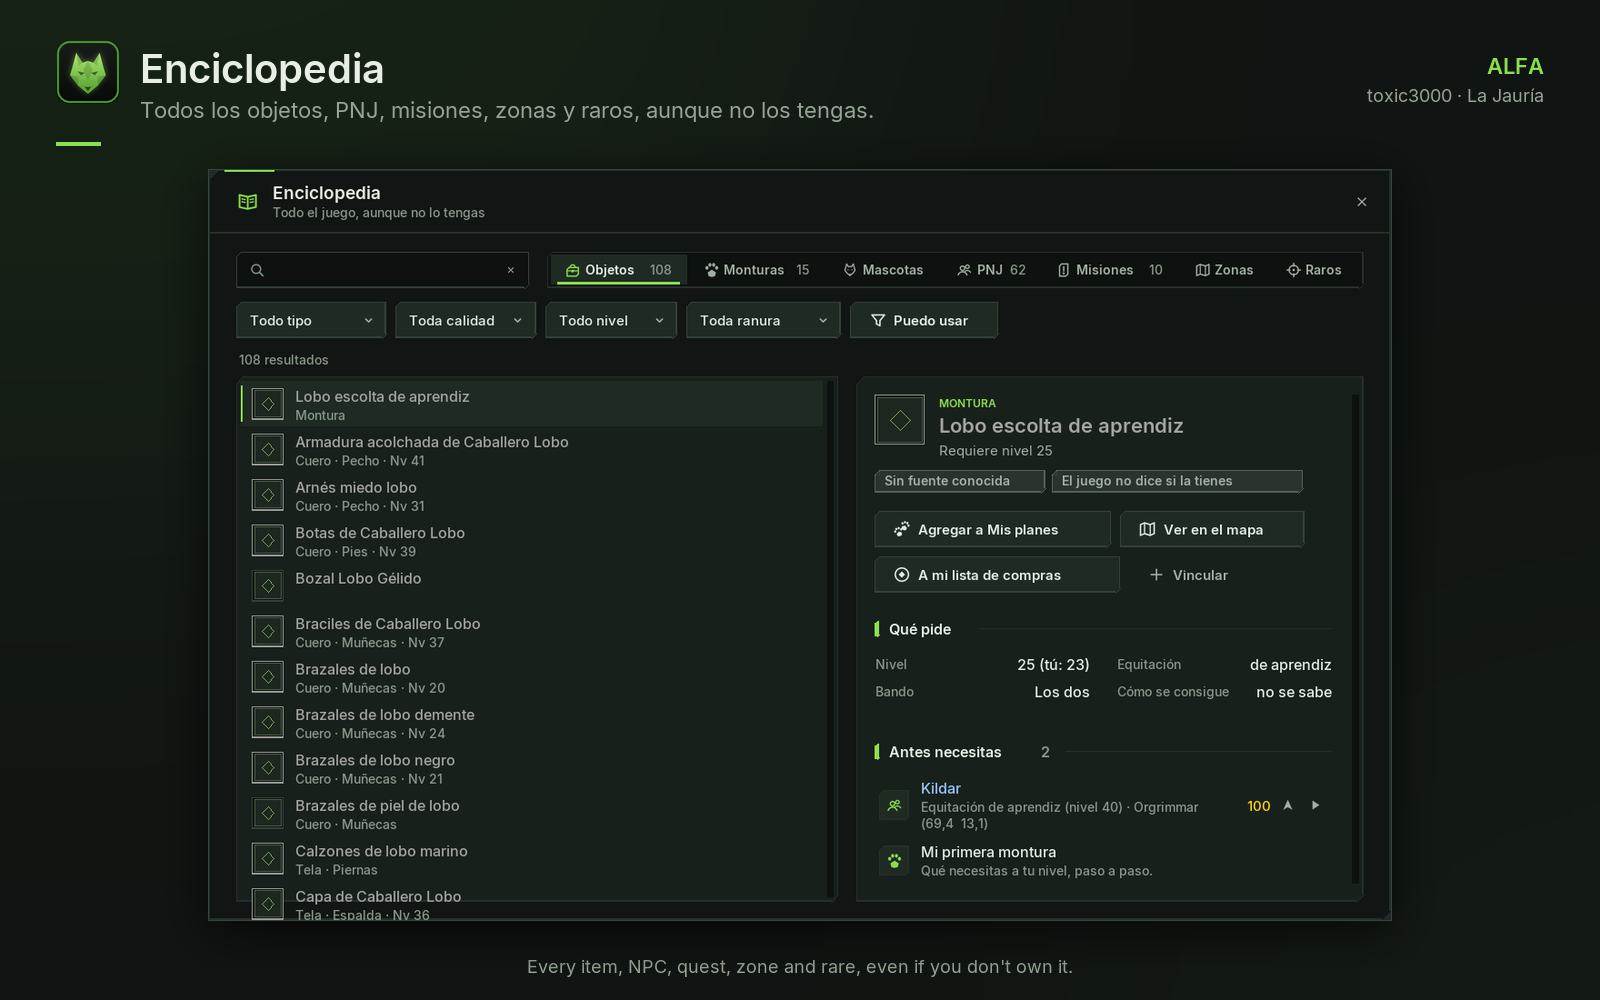 Enciclopedia
Todos los objetos, PNJ, misiones, zonas y raros, aunque no los tengas.
ALFA
toxic3000 · La Jauría
Enciclopedia
Todo el juego, aunque no lo tengas
Objetos 108
Monturas 15
Mascotas
PNJ 62
Misiones 10
Zonas
Raros
Todo tipo
Toda calidad
Todo nivel
Toda ranura
Puedo usar
108 resultados
Lobo escolta de aprendiz
Montura
Armadura acolchada de Caballero Lobo
Cuero · Pecho · Nv 41
Arnés miedo lobo
Cuero · Pecho · Nv 31
Botas de Caballero Lobo
Cuero · Pies · Nv 39
Bozal Lobo Gélido
Braciles de Caballero Lobo
Cuero · Muñecas · Nv 37
Brazales de lobo
Cuero · Muñecas · Nv 20
Brazales de lobo demente
Cuero · Muñecas · Nv 24
Brazales de lobo negro
Cuero · Muñecas · Nv 21
Brazales de piel de lobo
Cuero · Muñecas
Calzones de lobo marino
Tela · Piernas
Capa de Caballero Lobo
Tela · Espalda · Nv 36
MONTURA
Lobo escolta de aprendiz
Requiere nivel 25
Sin fuente conocida
El juego no dice si la tienes
Agregar a Mis planes
Ver en el mapa
A mi lista de compras
Vincular
Qué pide
Nivel 25 (tú: 23)
Equitación de aprendiz
Bando Los dos
Cómo se consigue no se sabe
Antes necesitas 2
Kildar
Equitación de aprendiz (nivel 40) · Orgrimmar
(69,4 13,1)
100
Mi primera montura
Qué necesitas a tu nivel, paso a paso.
Every item, NPC, quest, zone and rare, even if you don't own it.